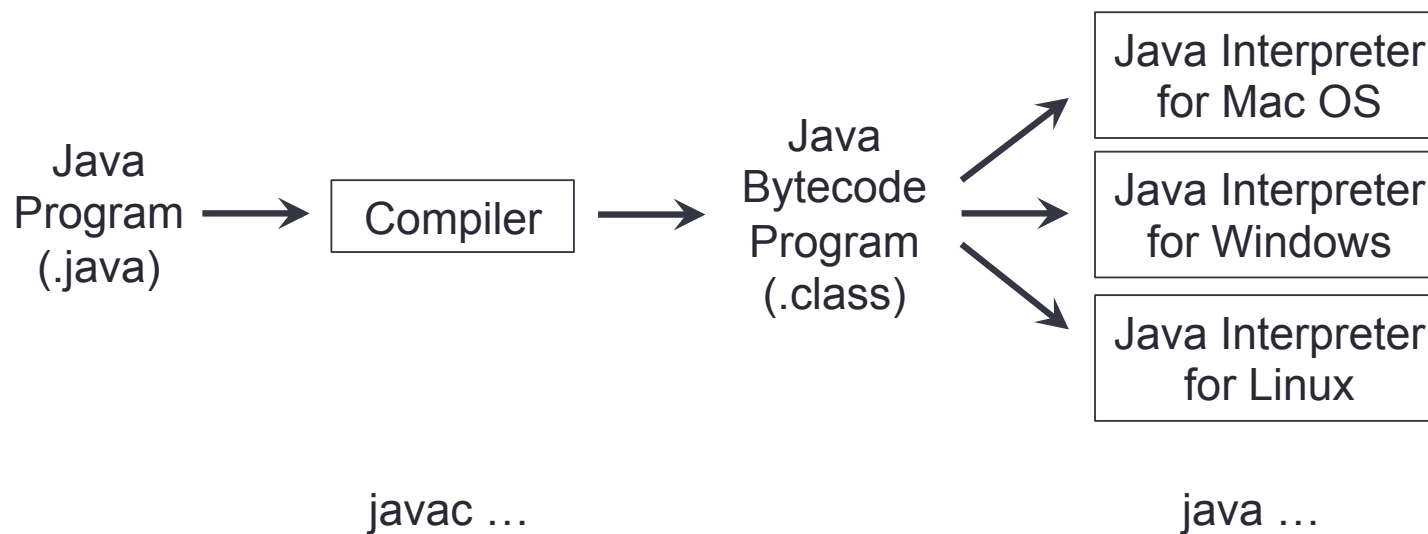 Java
Program
(.java)
Compiler
Java
Bytecode
Program
(.class)
Java Interpreter
for Mac OS
Java Interpreter
for Windows
Java Interpreter
for Linux
javac …
java …